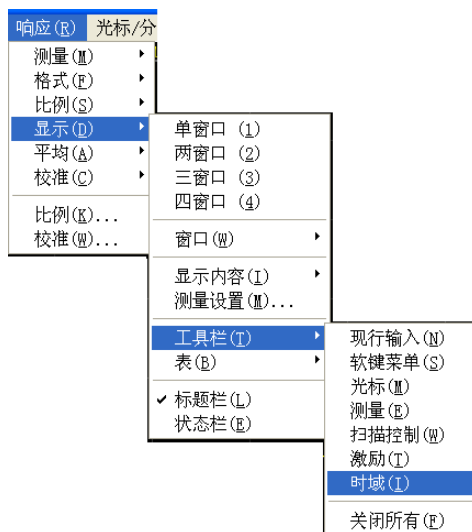 响应(R) 光标/分
测量(M)
格式(F)
比例(S)
显示(D)
平均(A)
校准(C)
比例(K)...
校准(W)...
单窗口 (1)
两窗口 (2)
三窗口 (3)
四窗口 (4)
窗口(W)
显示内容(I)
测量设置(M)...
工具栏(T)
表(B)
标题栏(L)
状态栏(E)
现行输入(N)
软键菜单(S)
光标(M)
测量(E)
扫描控制(W)
激励(T)
时域(I)
关闭所有(F)